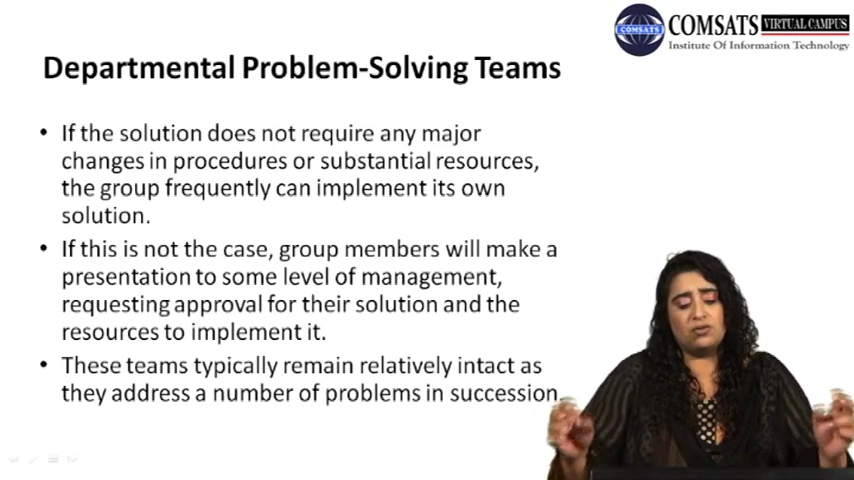 COMSATS VIRTUAL CAMPUS
COMSATS
Institute Of Information Technology
Departmental Problem-Solving Teams
• If the solution does not require any major
changes in procedures or substantial resources,
the group frequently can implement its own
solution.
• If this is not the case, group members will make a
presentation to some level of management,
requesting approval for their solution and the
resources to implement it.
• These teams typically remain relatively intact as
they address a number of problems in succession